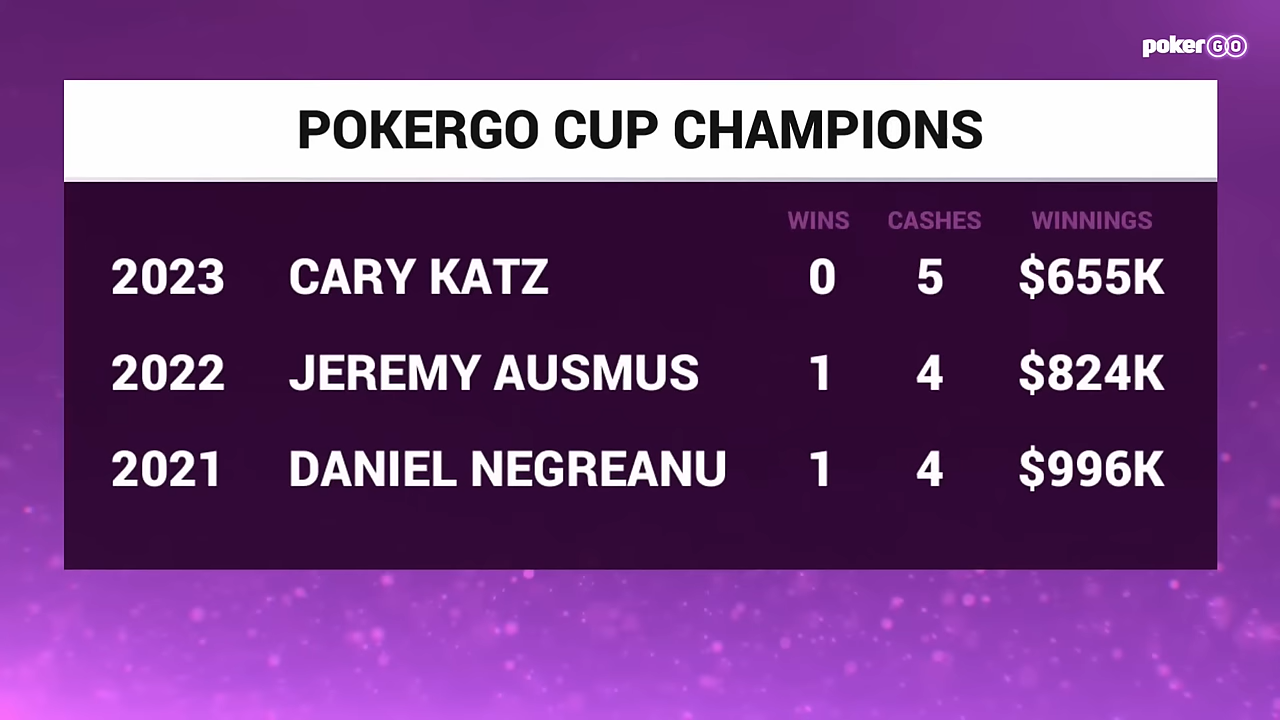 pokerGO
POKERGO CUP CHAMPIONS
WINS CASHES WINNINGS
2023 CARY KATZ 0 5 $655K
2022 JEREMY AUSMUS 1 4 $824K
2021 DANIEL NEGREANU 1 4 $996K